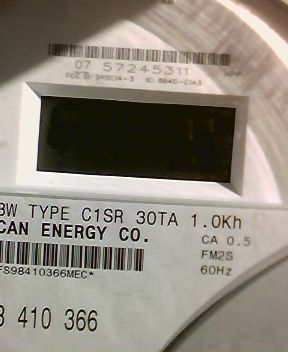 07 57245311
3W TYPE C1SR 30TA 1.0Kh
CAN ENERGY CO.
CA 0.5
FM2S
60Hz
FS98410366MEC*
8 410 366